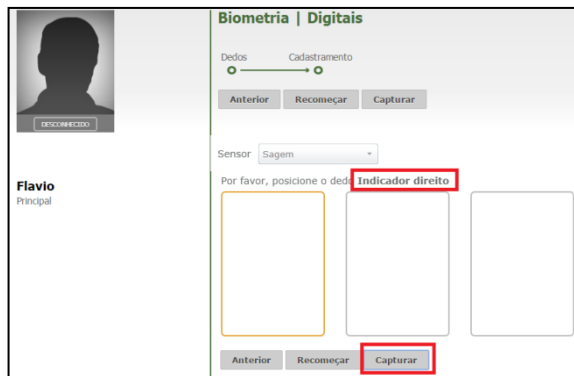 Biometria | Digitais
Dedos Cadastramento
Anterior Recomeçar Capturar
DESCONHECIDO
Sensor Sagem
Flavio
Principal
Por favor, posicione o dedo Indicador direito
Anterior Recomeçar Capturar